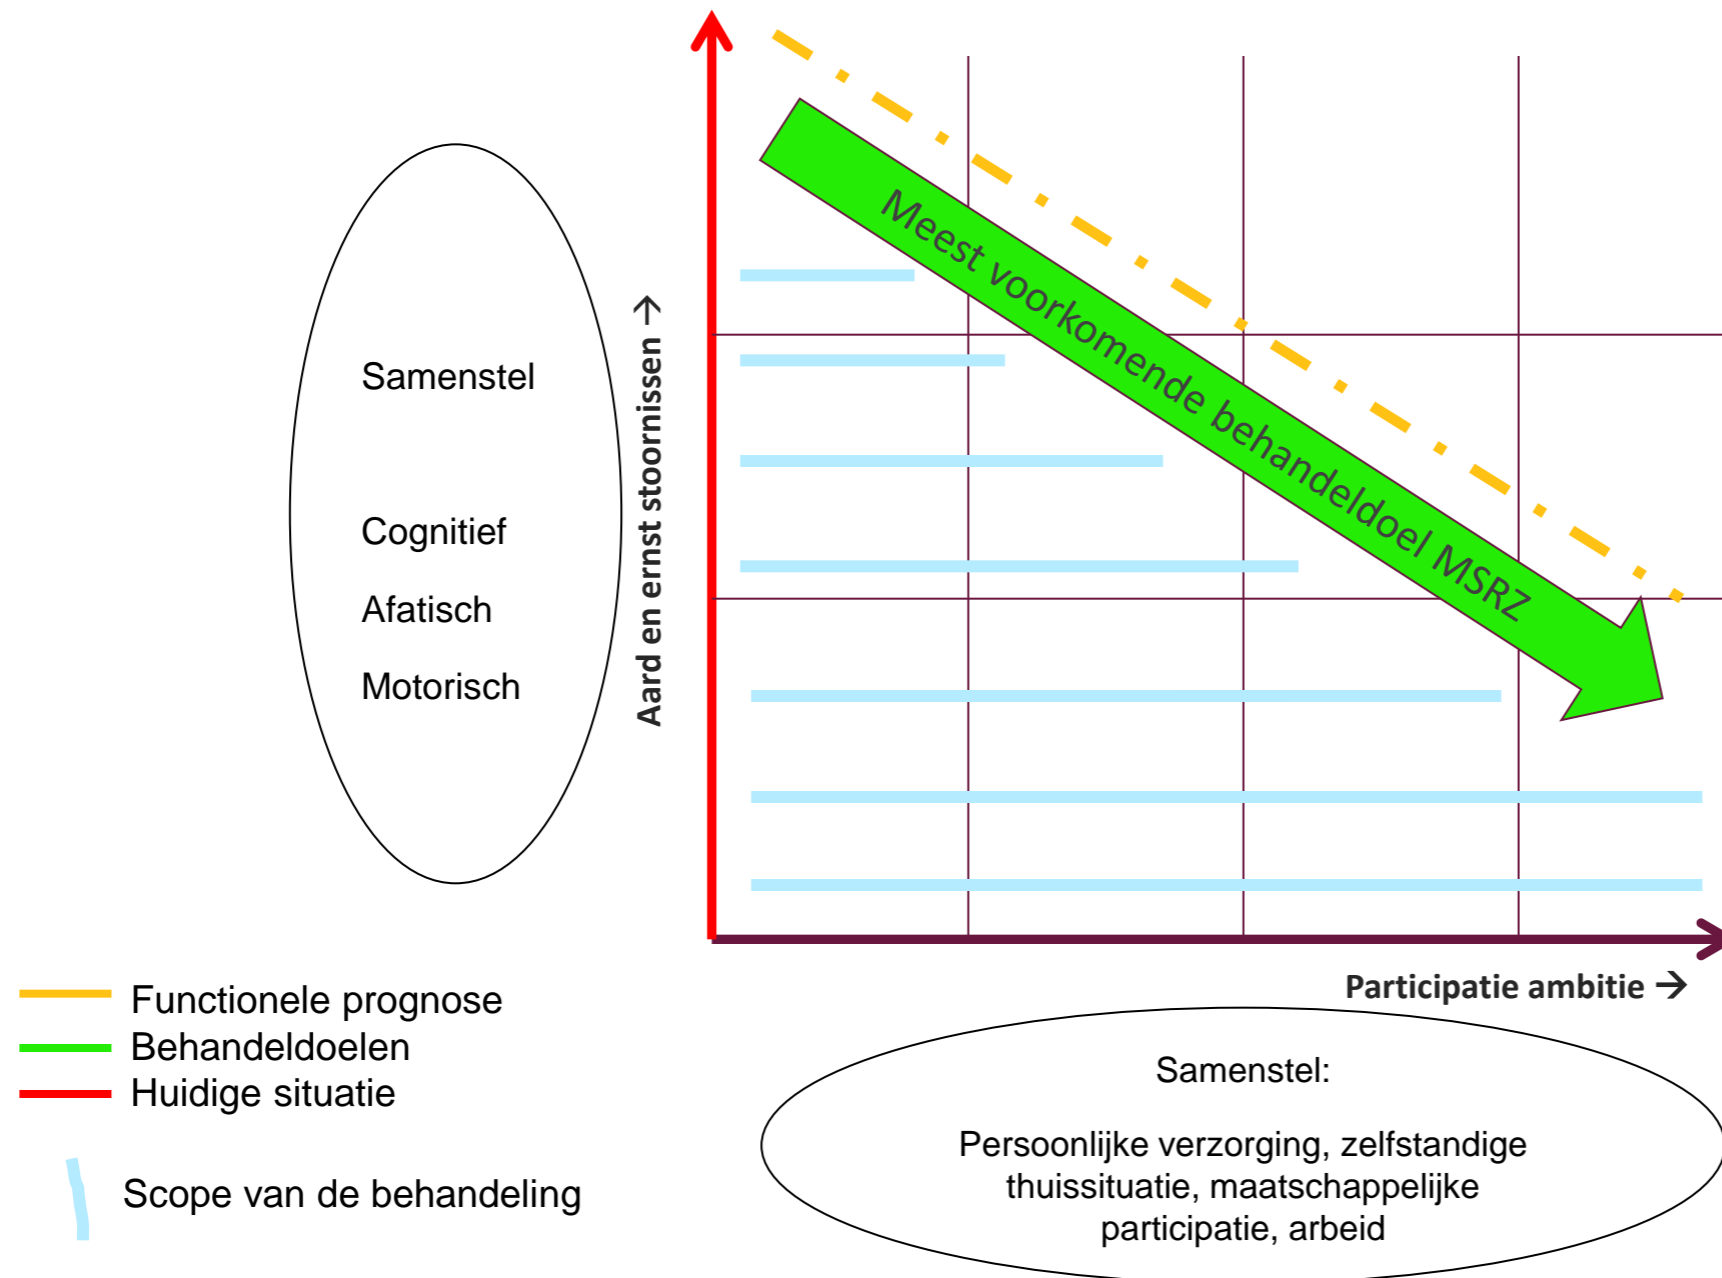 Samenstel
Cognitief
Afatisch
Motorisch
Aard en ernst stoornissen →
Meest voorkomende behandeldoel MSRZ
Participatie ambitie →
Functionele prognose
Behandeldoelen
Huidige situatie
Scope van de behandeling
Samenstel:
Persoonlijke verzorging, zelfstandige
thuissituatie, maatschappelijke
participatie, arbeid